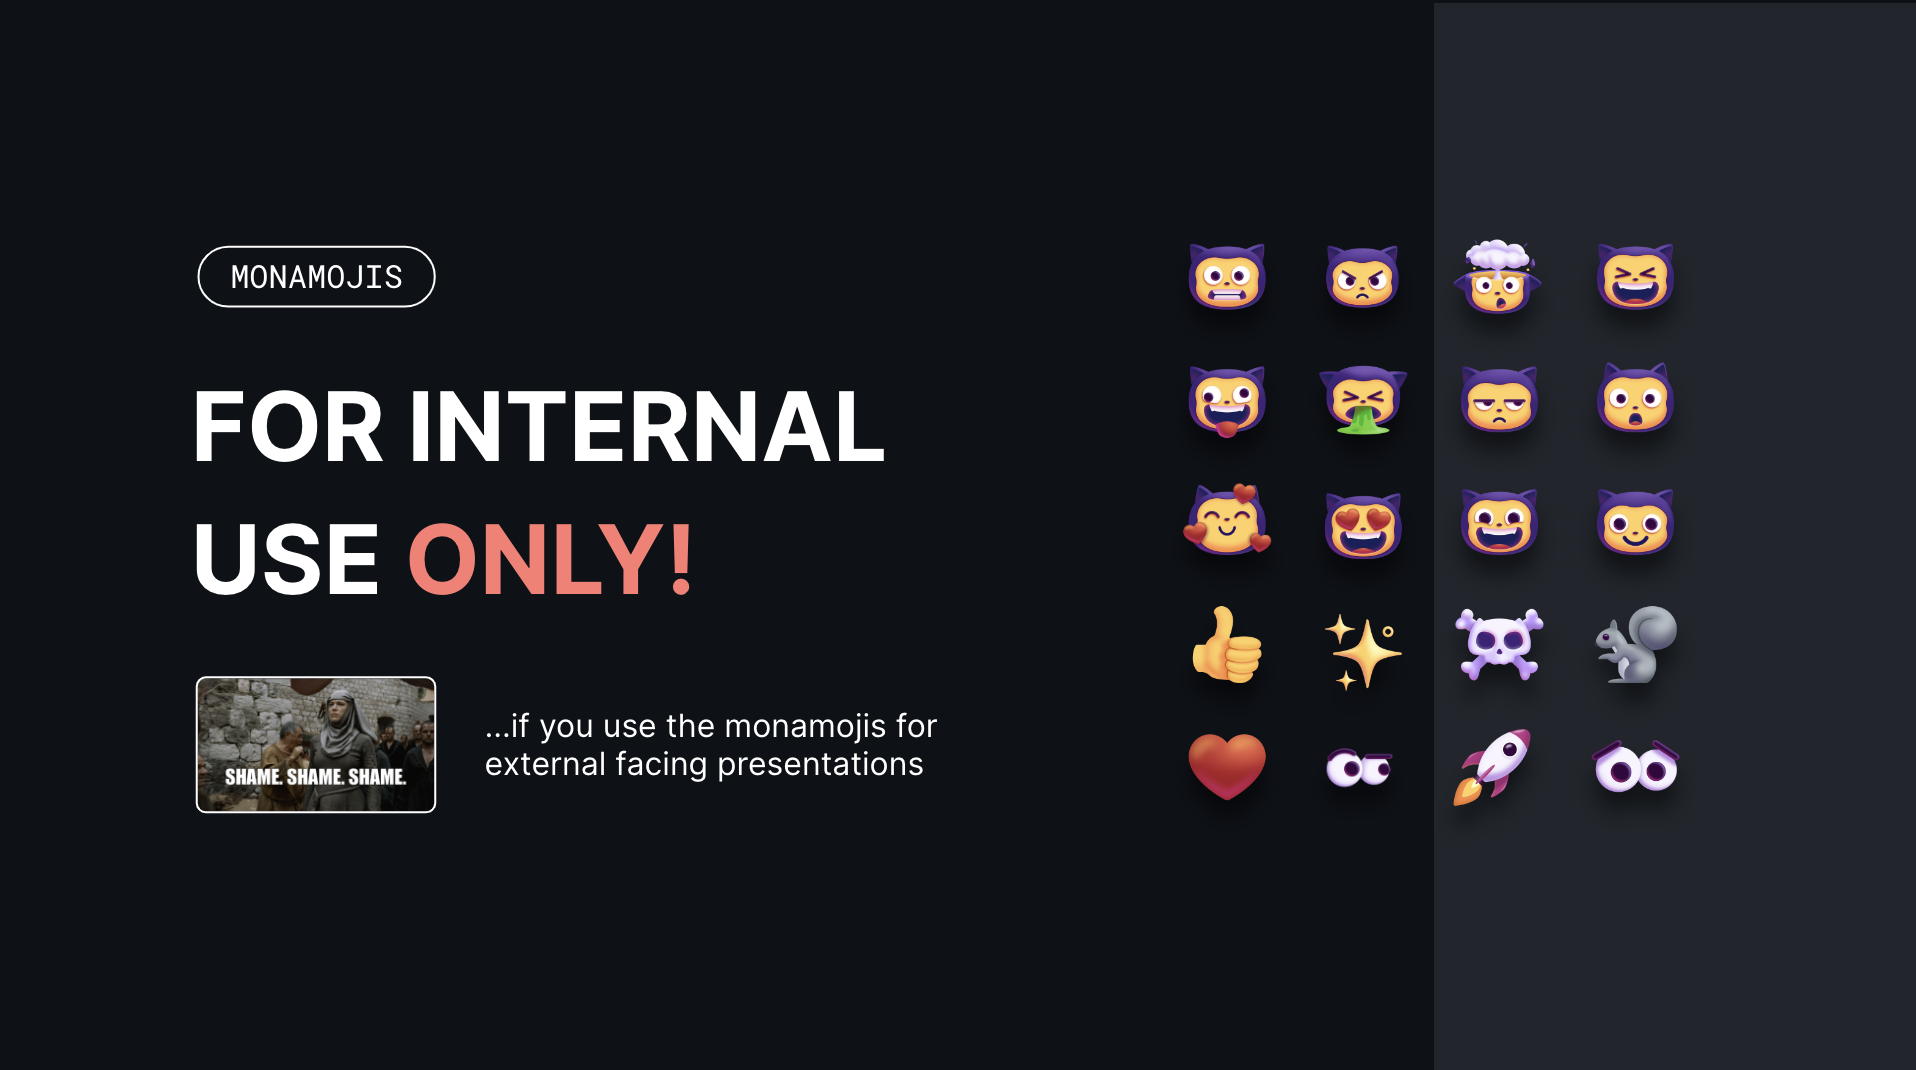 MONAMOJIS
FOR INTERNAL
USE ONLY!
SHAME. SHAME. SHAME.
...if you use the monamojis for
external facing presentations